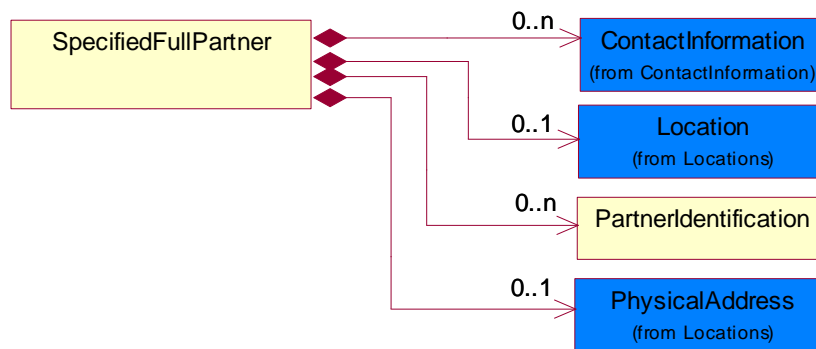 SpecifiedFullPartner
0..n
ContactInformation
(from ContactInformation)
0..1
Location
(from Locations)
0..n
PartnerIdentification
0..1
PhysicalAddress
(from Locations)